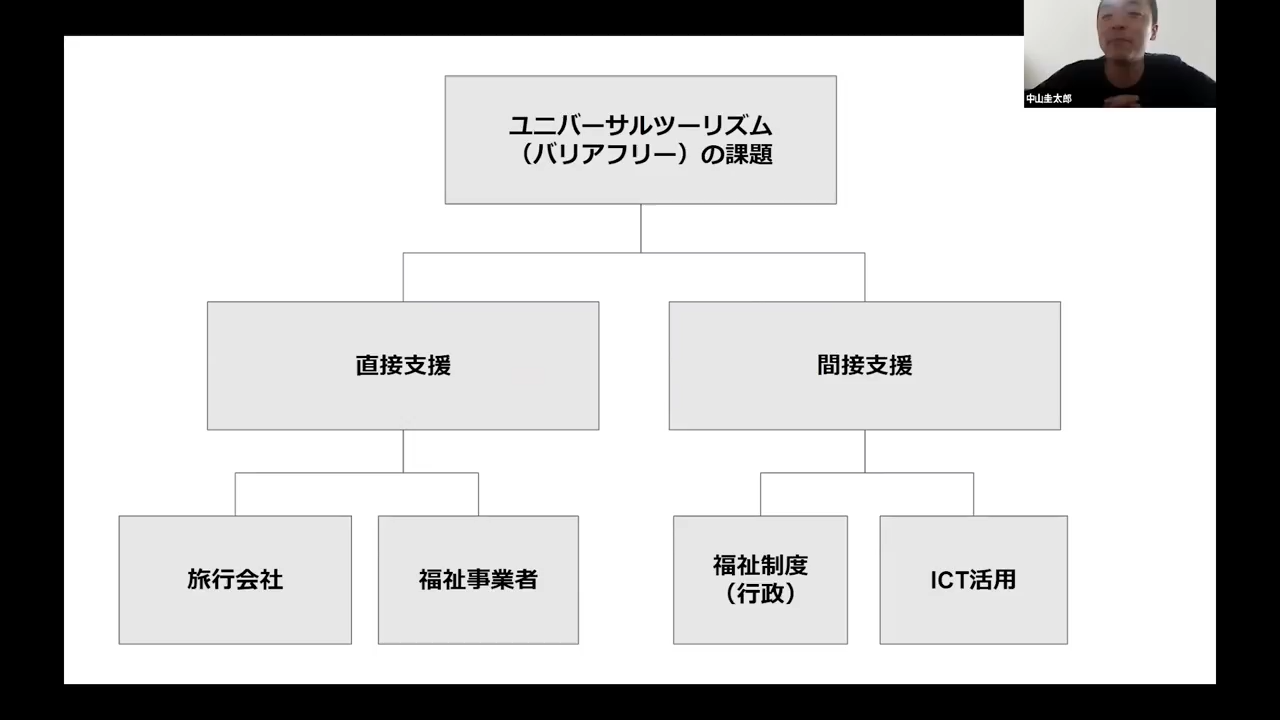 中山圭太郎
ユニバーサルツーリズム
（バリアフリー）の課題
直接支援
間接支援
旅行会社
福祉事業者
福祉制度
（行政）
ICT活用